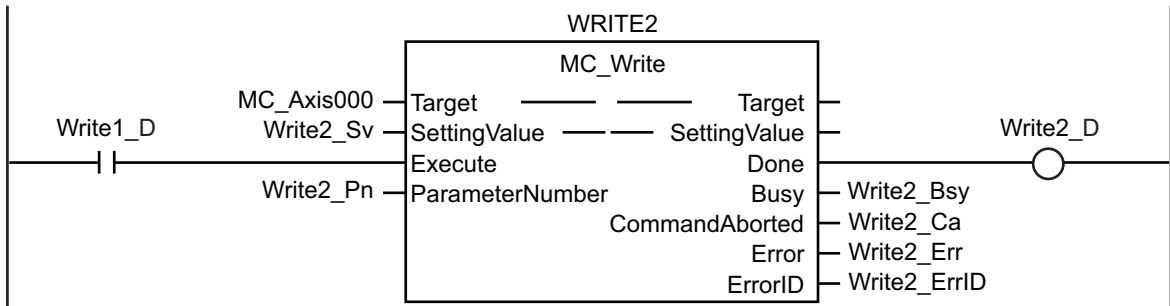 WRITE2
MC_Write
MC_Axis000 Target Target
Write1_D Write2_Sv SettingValue SettingValue Write2_D
Execute Done
Write2_Pn ParameterNumber Busy Write2_Bsy
CommandAborted Write2_Ca
Error Write2_Err
ErrorID Write2_ErrID